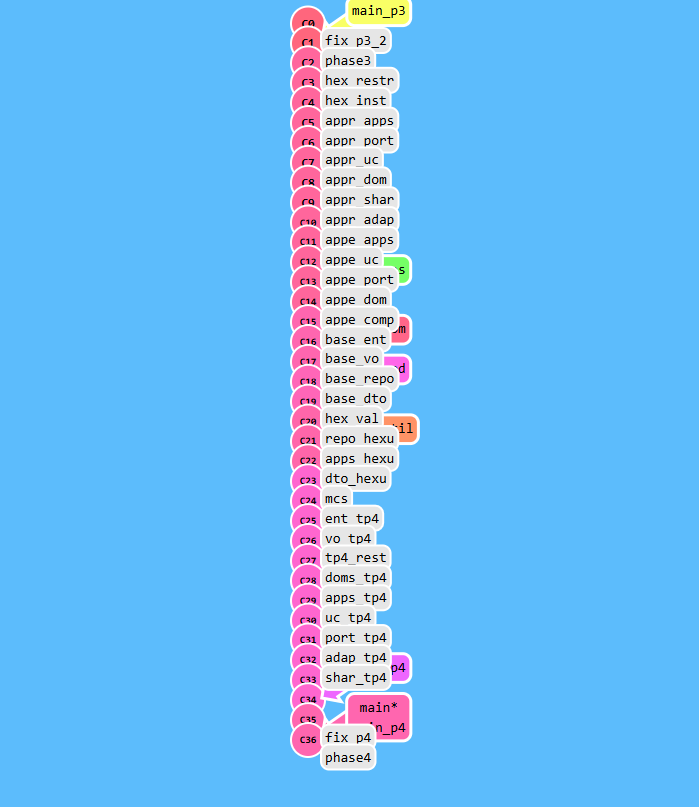 main_p3
C0
C1 fix p3_2
C2 phase3
C3 hex restr
C4 hex inst
C5 appr apps
C6 appr port
C7 appr_uc
C8 appr_dom
C9 appr shar
C10 appr adap
C11 appe apps
C12 appe uc
s
C13 appe port
C14 appe dom
C15 appe comp
C16 base ent
C17 base_vo
d
C18 base_repo
C19 base_dto
C20 hex val
il
C21 repo hexu
C22 apps hexu
C23 dto_hexu
C24 mcs
C25 ent tp4
C26 vo tp4
C27 tp4_rest
C28 doms_tp4
C29 apps_tp4
C30 uc tp4
C31 port tp4
C32 adap tp4
p4
C33 shar_tp4
C34
main*
C35
in_p4
C36 fix p4
phase4